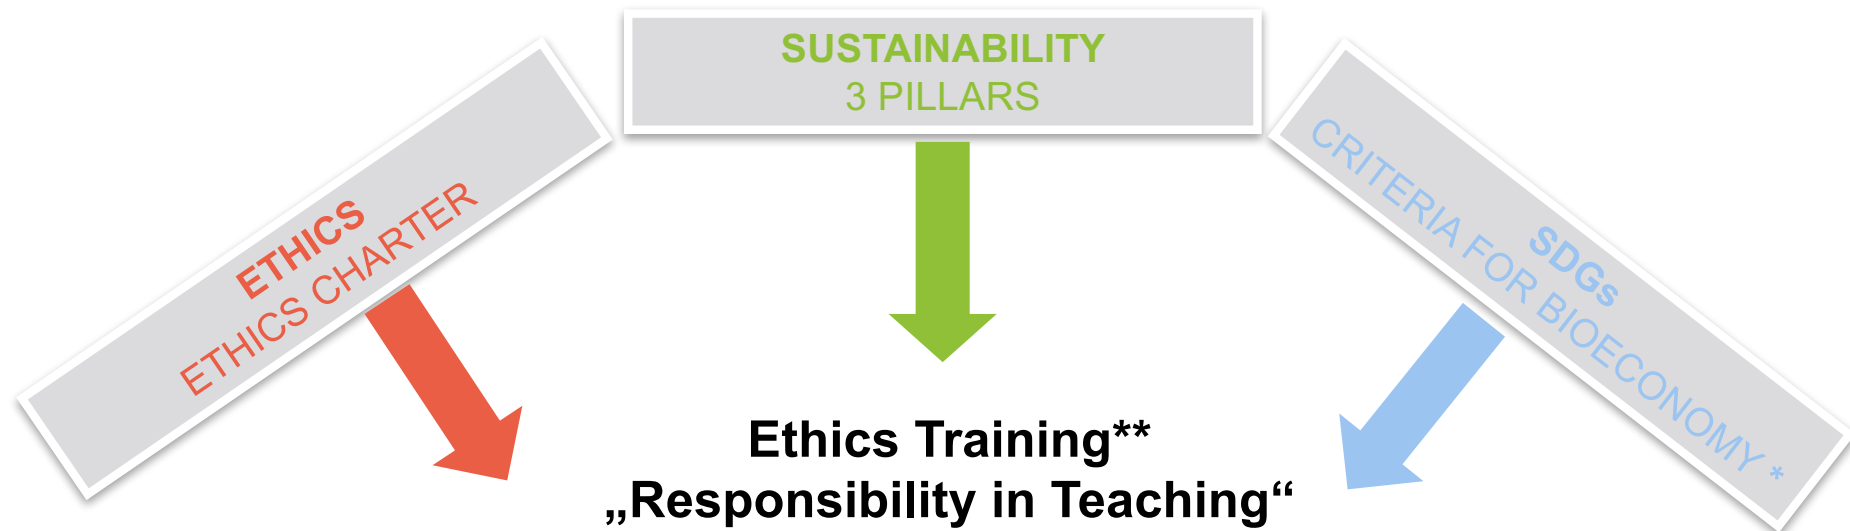 ETHICS
ETHICS CHARTER
SUSTAINABILITY
3 PILLARS
SDGs
CRITERIA FOR BIOECONOMY *
Ethics Training**
„Responsibility in Teaching“